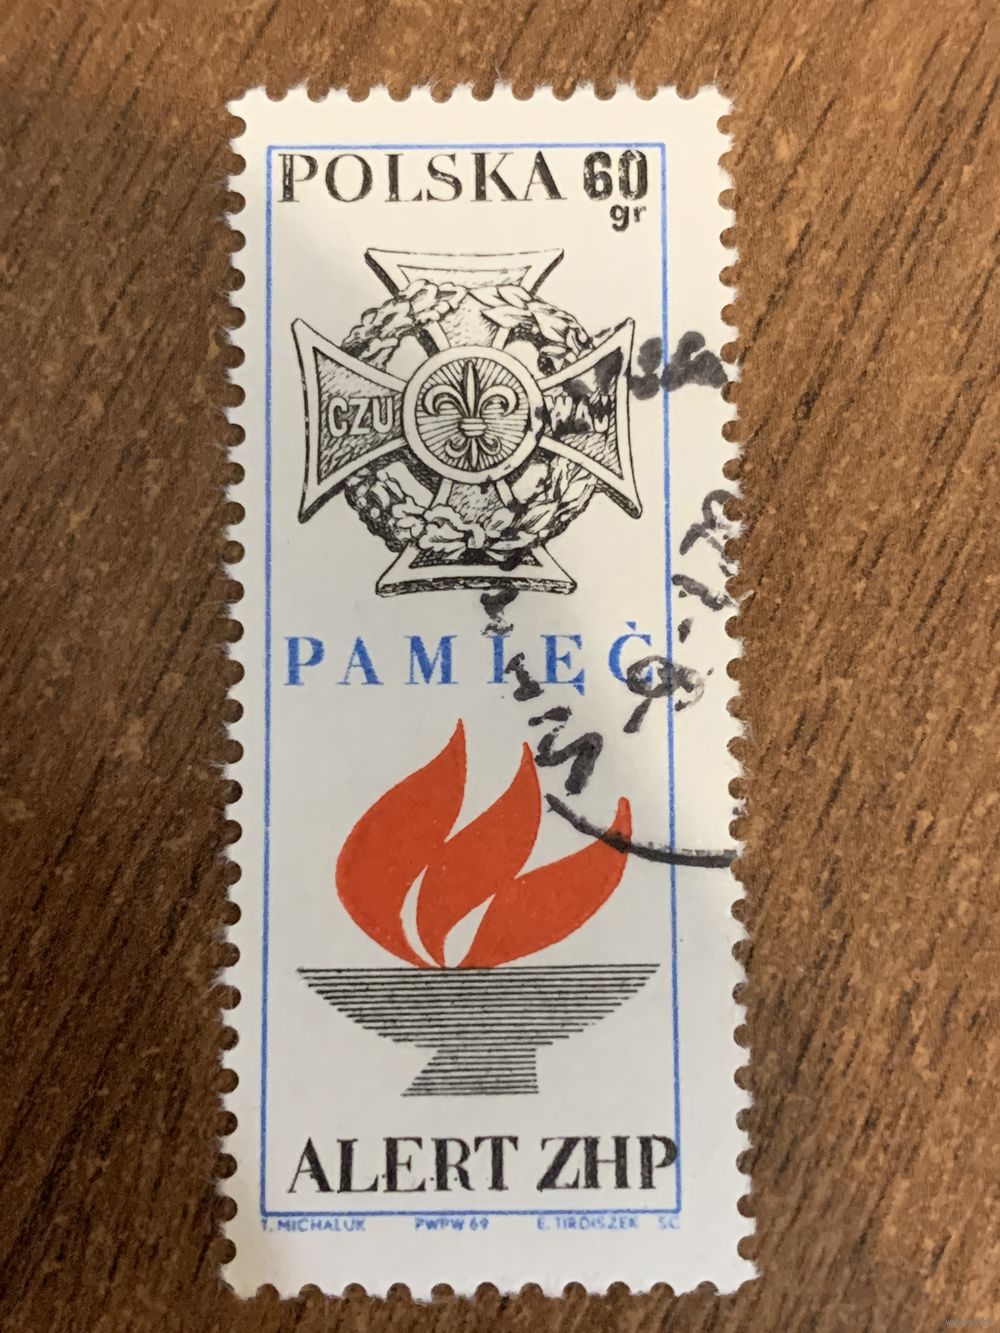 POLSKA 60
gr
CZU WAJ
PAMIĘĆ
ALERT ZHP
T. MICHALUK PWPW 69 E. TIRDISZEK SC.